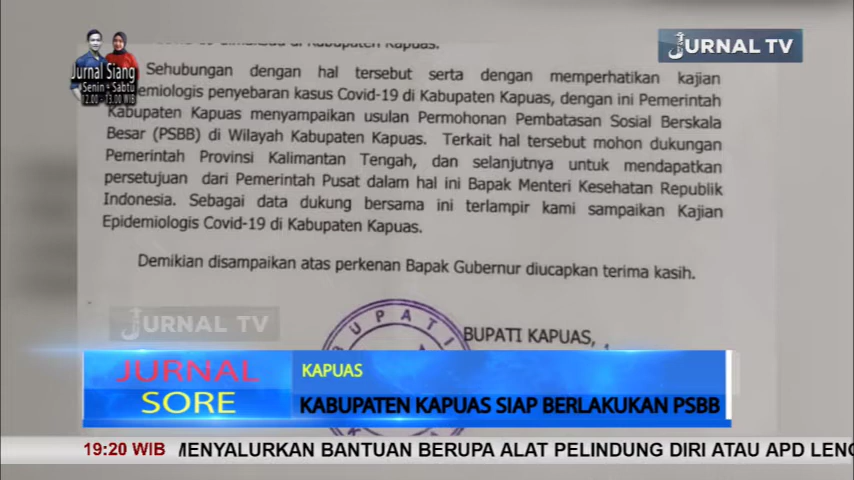 JURNAL TV
Jurnal Siang
Senin - Sabtu
12.00 - 13.00 WIB
di Kabupaten Kapuas.
Sehubungan dengan hal tersebut serta dengan memperhatikan kajian
Epidemiologis penyebaran kasus Covid-19 di Kabupaten Kapuas, dengan ini Pemerintah
Kabupaten Kapuas menyampaikan usulan Permohonan Pembatasan Sosial Berskala
Besar (PSBB) di Wilayah Kabupaten Kapuas. Terkait hal tersebut mohon dukungan
Pemerintah Provinsi Kalimantan Tengah, dan selanjutnya untuk mendapatkan
persetujuan dari Pemerintah Pusat dalam hal ini Bapak Menteri Kesehatan Republik
Indonesia. Sebagai data dukung bersama ini terlampir kami sampaikan Kajian
Epidemiologis Covid-19 di Kabupaten Kapuas.
Demikian disampaikan atas perkenan Bapak Gubernur diucapkan terima kasih.
JURNAL TV
BUPATI
BUPATI KAPUAS,
JURNAL
SORE
KAPUAS
KABUPATEN KAPUAS SIAP BERLAKUKAN PSBB
19:20 WIB MENYALURKAN BANTUAN BERUPA ALAT PELINDUNG DIRI ATAU APD LENG